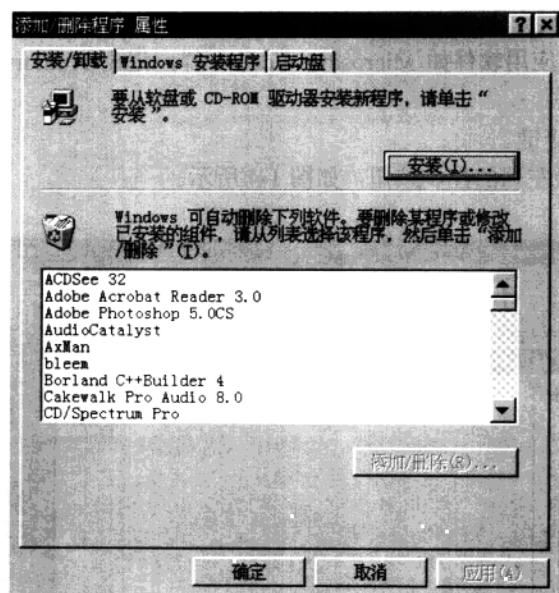 添加/删除程序 属性
安装/卸载 Windows 安装程序 启动盘
要从软盘或 CD-ROM 驱动器安装新程序，请单击“
安装”。
安装(I)...
Windows 可自动删除下列软件。要删除某程序或修改
已安装的组件，请从列表选择该程序，然后单击“添加
/删除”(T)。
ACDSee 32
Adobe Acrobat Reader 3.0
Adobe Photoshop 5.0CS
AudioCatalyst
AxMan
bleem
Borland C++Builder 4
Cakewalk Pro Audio 8.0
CD/Spectrum Pro
添加/删除(R)...
确定 取消 应用(A)